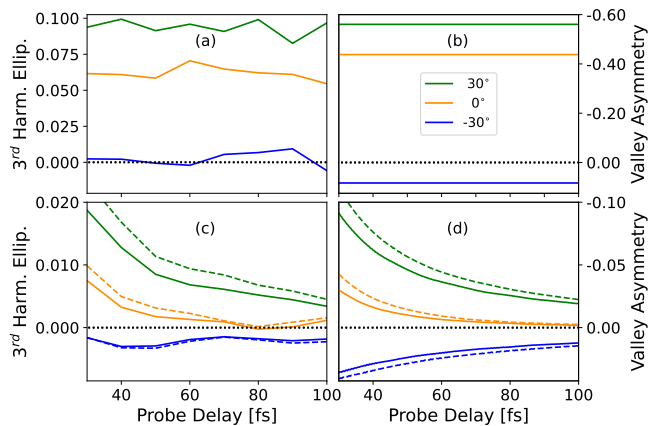 0.100
0.075
0.050
0.025
0.000
3rd Harm. Ellip.
(a)
(b)
30°
0°
-30°
-0.60
-0.40
-0.20
0.00
Valley Asymmetry
0.020
0.010
0.000
3rd Harm. Ellip.
(c)
(d)
-0.10
-0.05
0.00
Valley Asymmetry
40
60
80
100
Probe Delay [fs]
40
60
80
100
Probe Delay [fs]